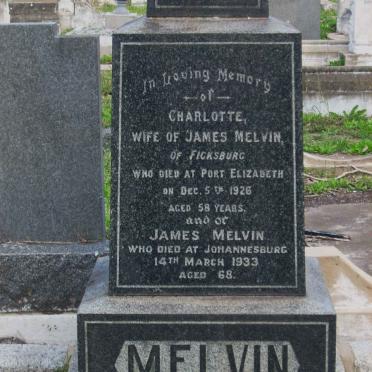 In Loving Memory
of
CHARLOTTE,
WIFE OF JAMES MELVIN,
OF FICKSBURG
WHO DIED AT PORT ELIZABETH
ON DEC. 5TH 1926
AGED 58 YEARS.
and of
JAMES MELVIN
WHO DIED AT JOHANNESBURG
14TH MARCH 1933
AGED 68.
MELVIN